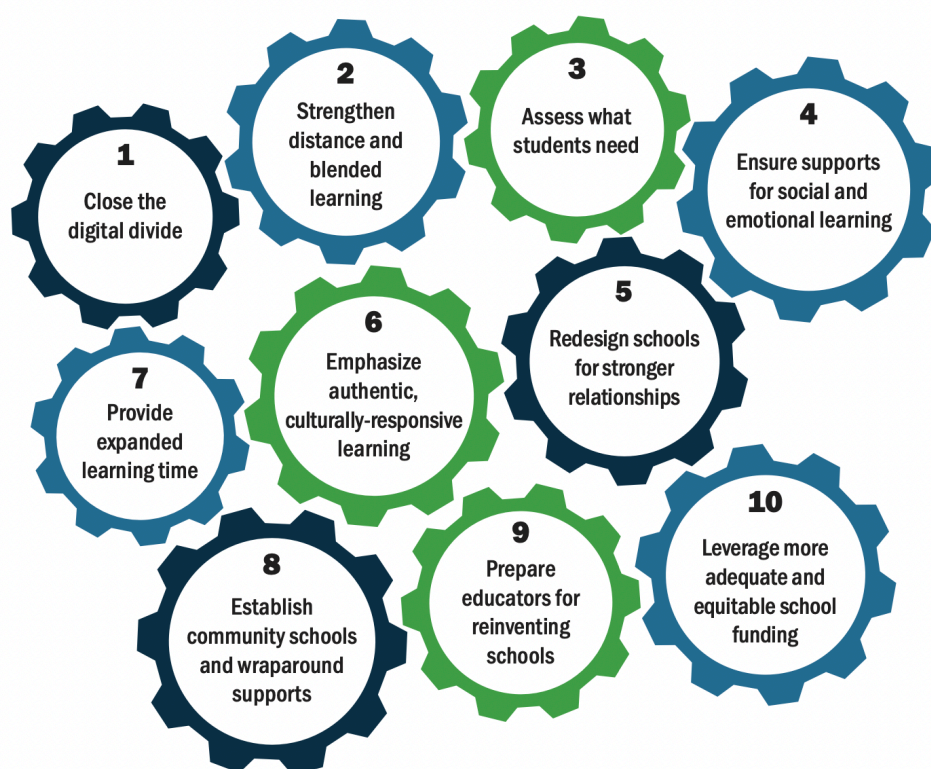 1
Close the
digital divide
2
Strengthen
distance and
blended
learning
3
Assess what
students need
4
Ensure supports
for social and
emotional learning
5
Redesign schools
for stronger
relationships
6
Emphasize
authentic,
culturally-responsive
learning
7
Provide
expanded
learning time
8
Establish
community schools
and wraparound
supports
9
Prepare
educators for
reinventing
schools
10
Leverage more
adequate and
equitable school
funding